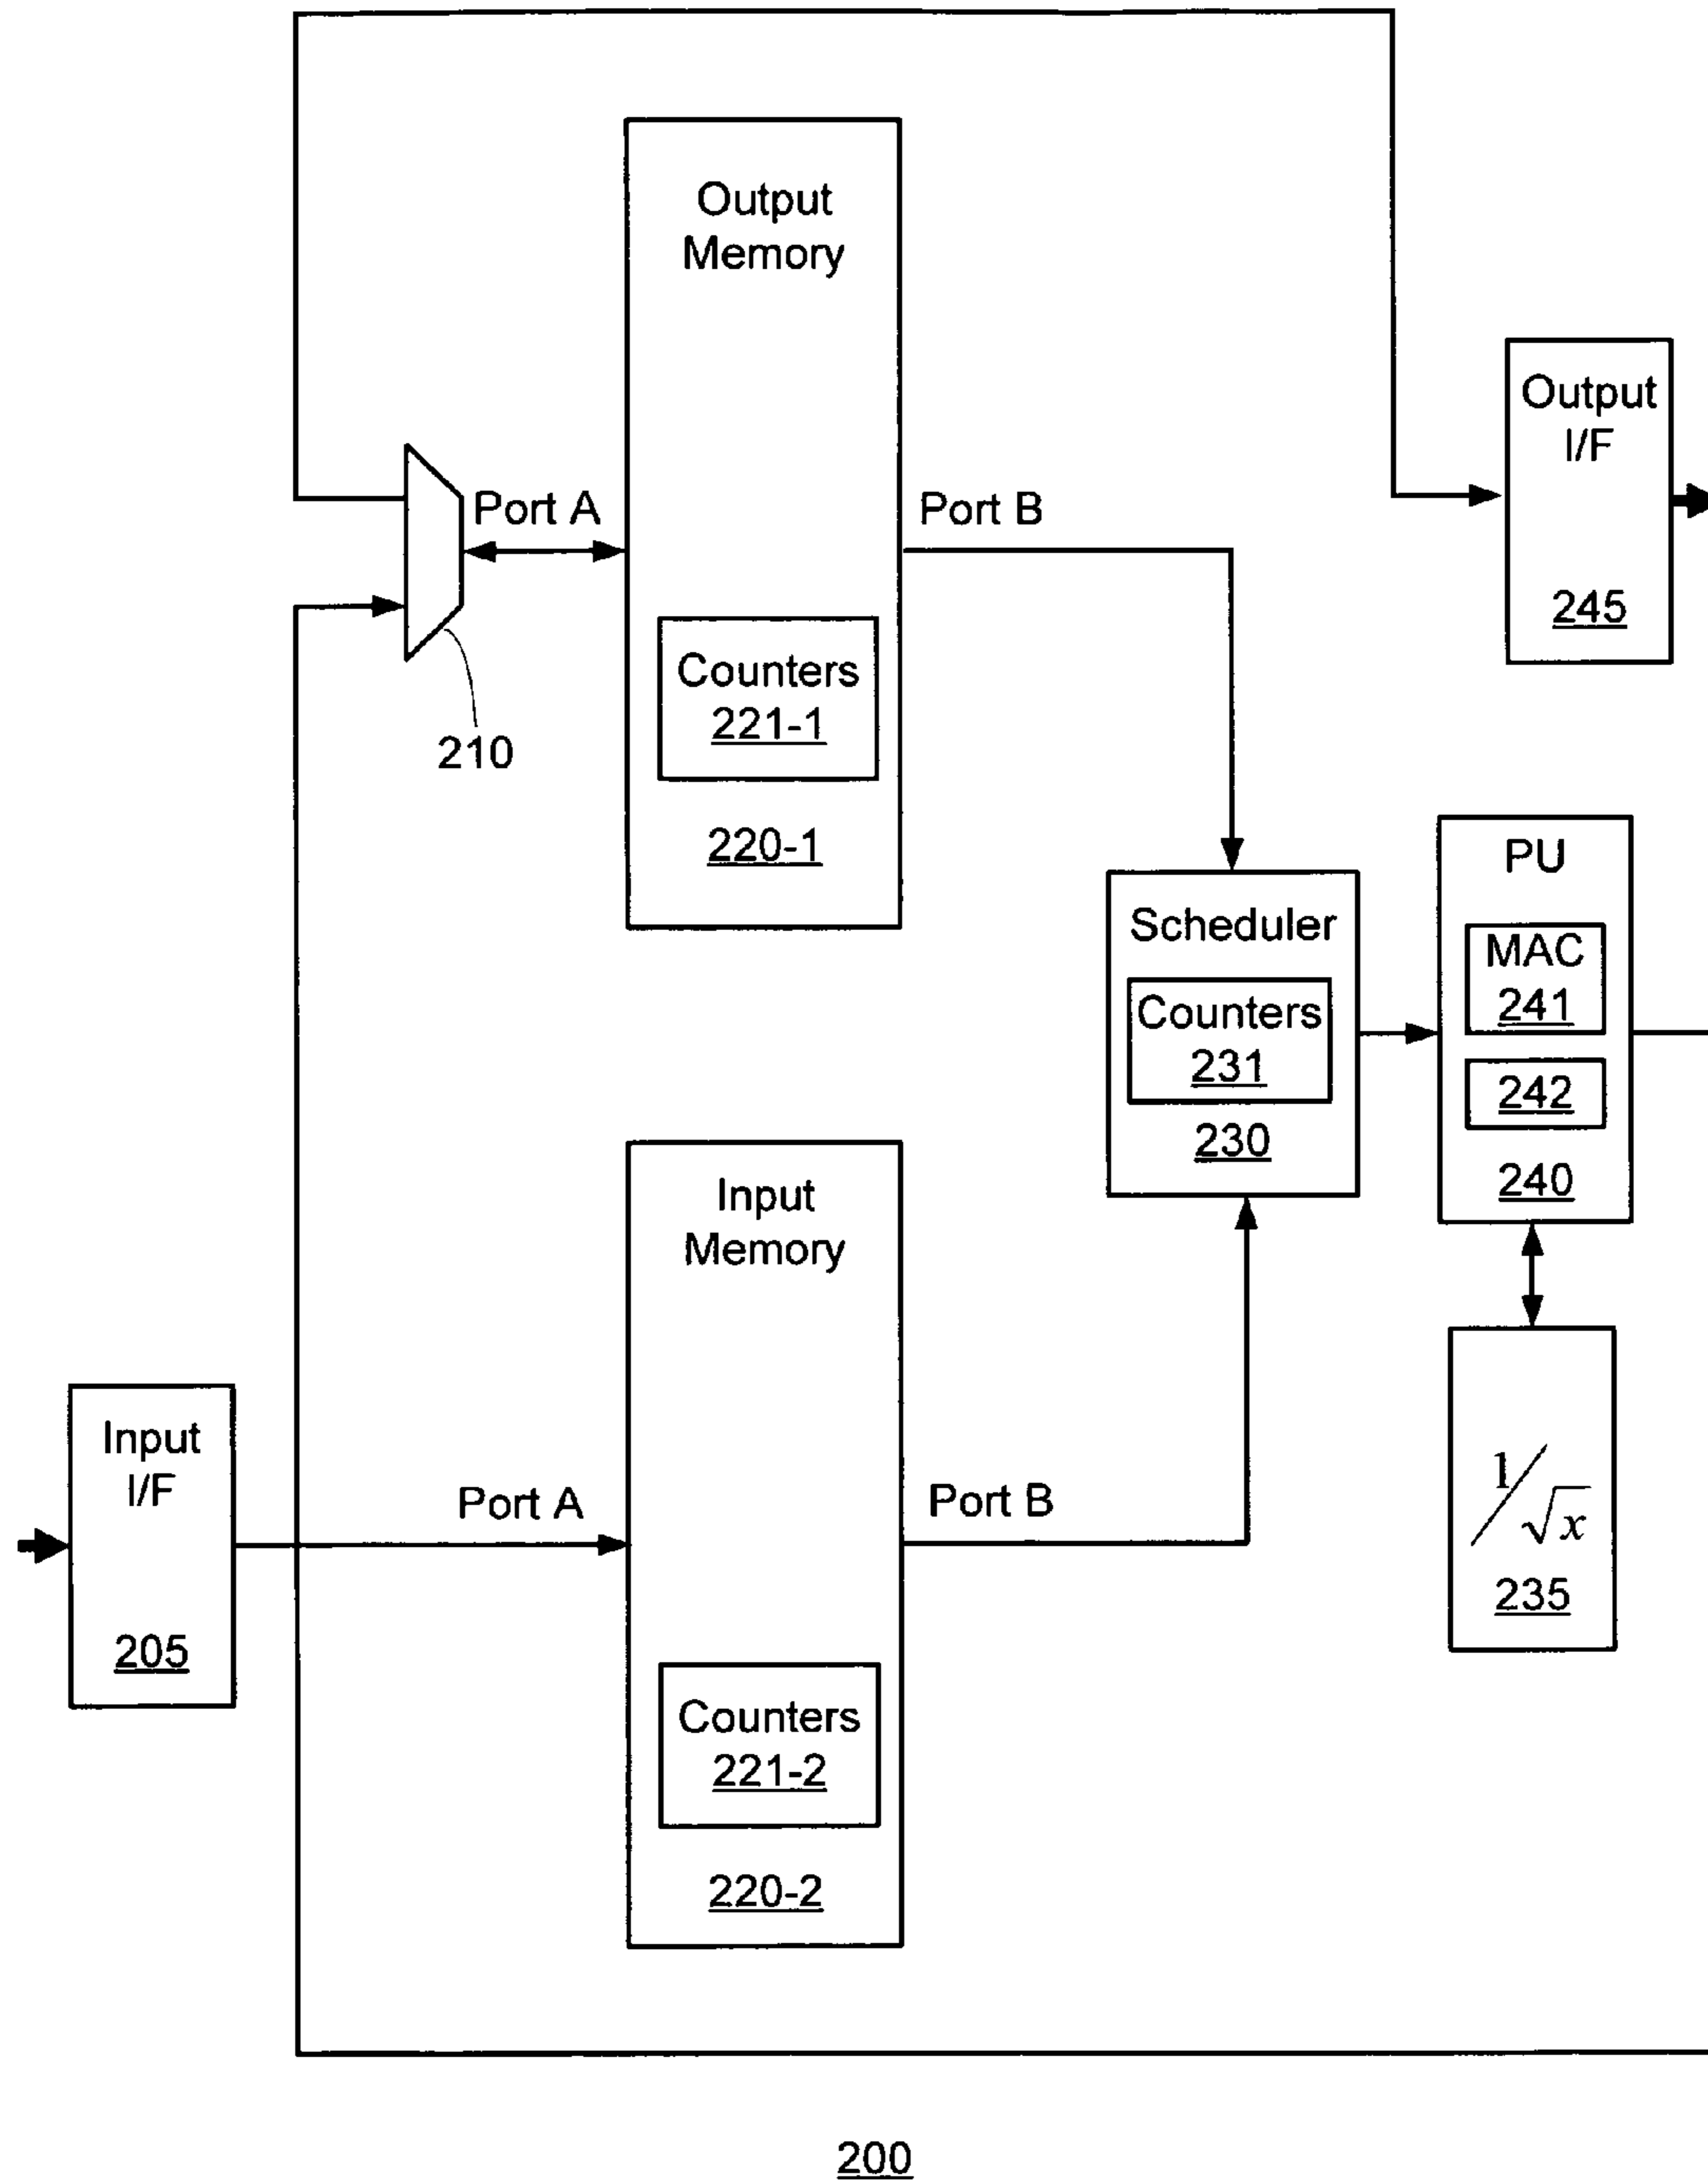 Output
Memory
Output
I/F
Port A
Port B
245
Counters
221-1
210
220-1
PU
Scheduler
MAC
241
Counters
231
242
230
240
Input
Memory
Input
I/F
Port A
Port B
1/√x
235
205
Counters
221-2
220-2
200